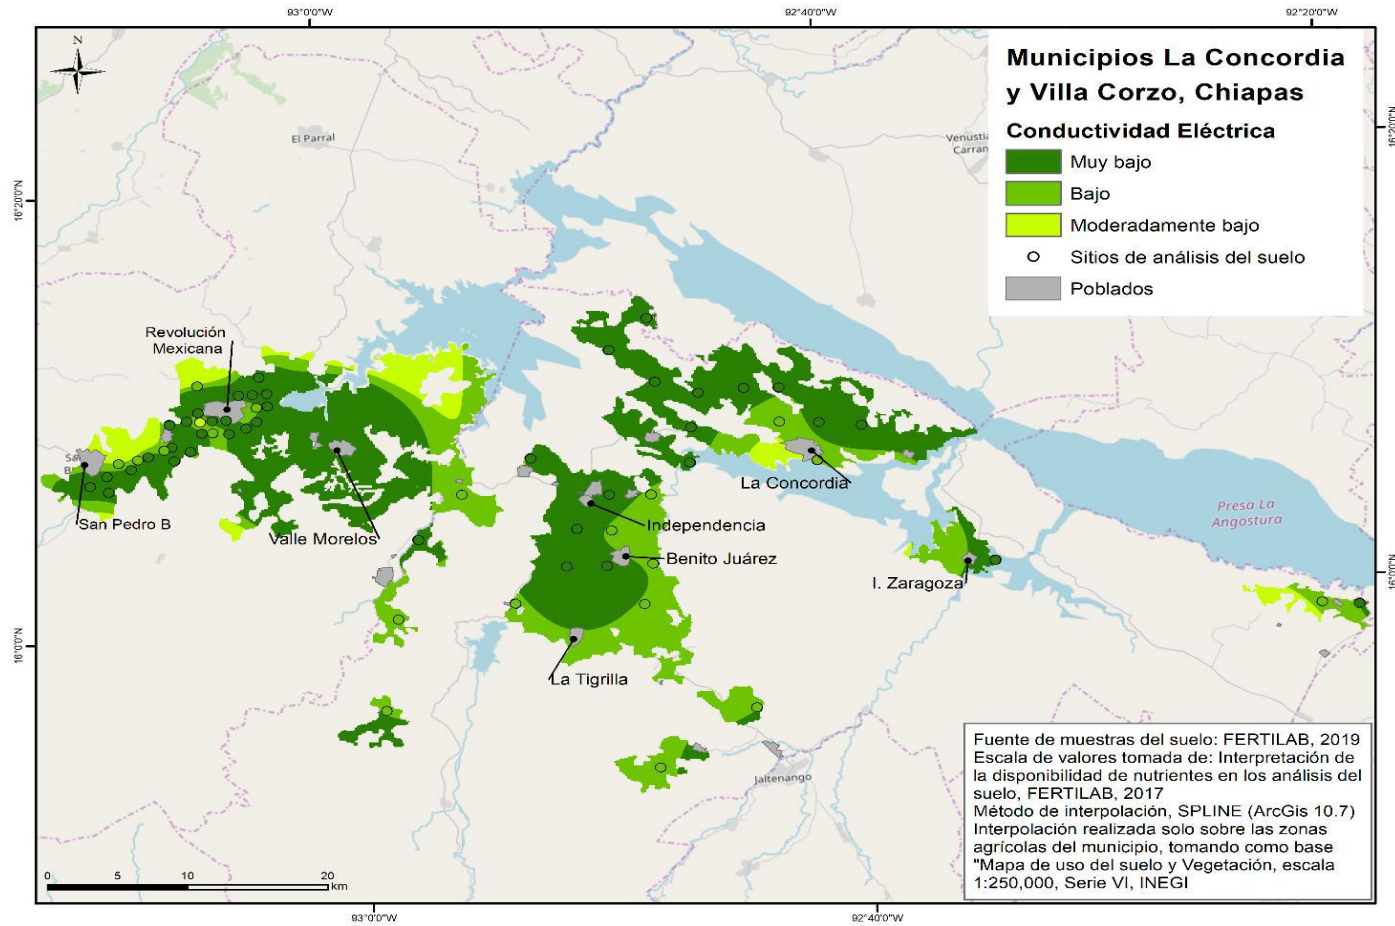 93°0'0"W
92°40'0"W
92°20'0"W
N
Municipios La Concordia
y Villa Corzo, Chiapas
Conductividad Eléctrica
Muy bajo
Bajo
Moderadamente bajo
Sitios de análisis del suelo
Poblados
El Parral
Venustia
Carran
16°20'0"N
16°20'0"N
Revolución
Mexicana
San Pedro B
Valle Morelos
La Concordia
Independencia
Benito Juárez
I. Zaragoza
La Tigrilla
Presa La
Angostura
16°0'0"N
16°0'0"N
Jaltenango
Fuente de muestras del suelo: FERTILAB, 2019
Escala de valores tomada de: Interpretación de
la disponibilidad de nutrientes en los análisis del
suelo, FERTILAB, 2017
Método de interpolación, SPLINE (ArcGis 10.7)
Interpolación realizada solo sobre las zonas
agrícolas del municipio, tomando como base
"Mapa de uso del suelo y Vegetación, escala
1:250,000, Serie VI, INEGI
0 5 10 20
km
93°0'0"W
92°40'0"W